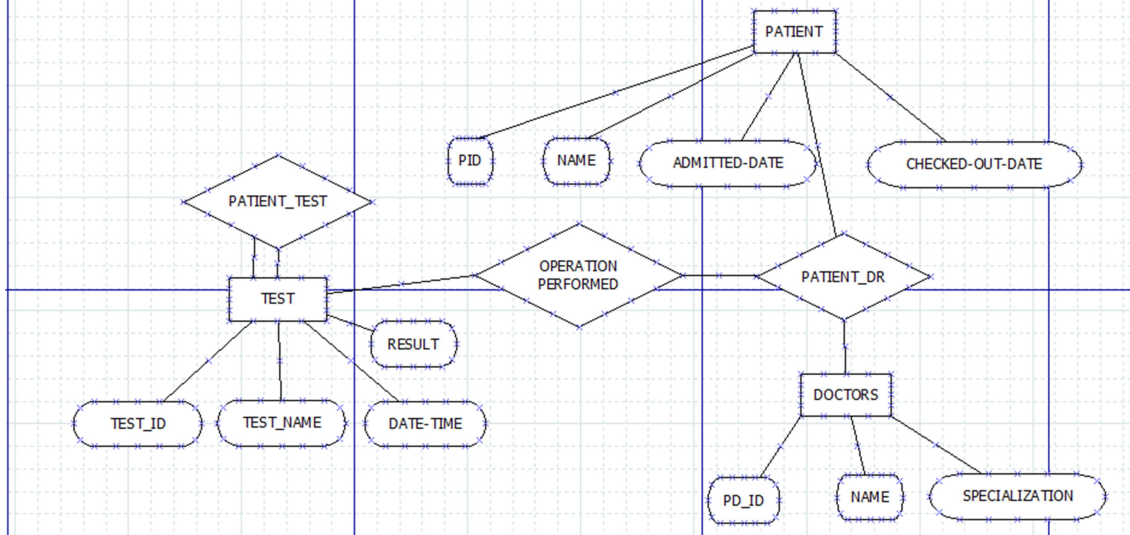 PATIENT
PID
NAME
ADMITTED-DATE
CHECKED-OUT-DATE
PATIENT_TEST
OPERATION
PERFORMED
PATIENT_DR
TEST
RESULT
DOCTORS
TEST_ID
TEST_NAME
DATE-TIME
PD_ID
NAME
SPECIALIZATION